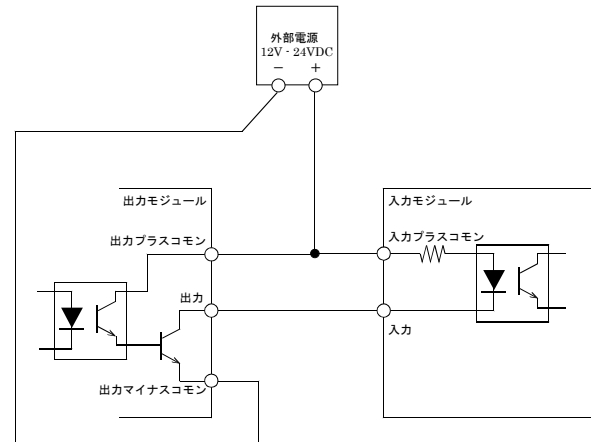 外部電源
12V - 24VDC
− +
出力モジュール
入力モジュール
出力プラスコモン
入力プラスコモン
出力
入力
出力マイナスコモン